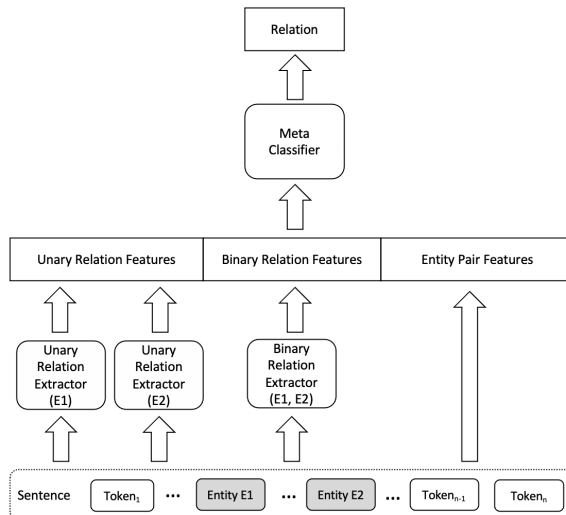 Relation
Meta
Classifier
Unary Relation Features
Binary Relation Features
Entity Pair Features
Unary
Relation
Extractor
(E1)
Unary
Relation
Extractor
(E2)
Binary
Relation
Extractor
(E1, E2)
Sentence
Token₁
...
Entity E1
...
Entity E2
...
Tokenₙ₋₁
Tokenₙ